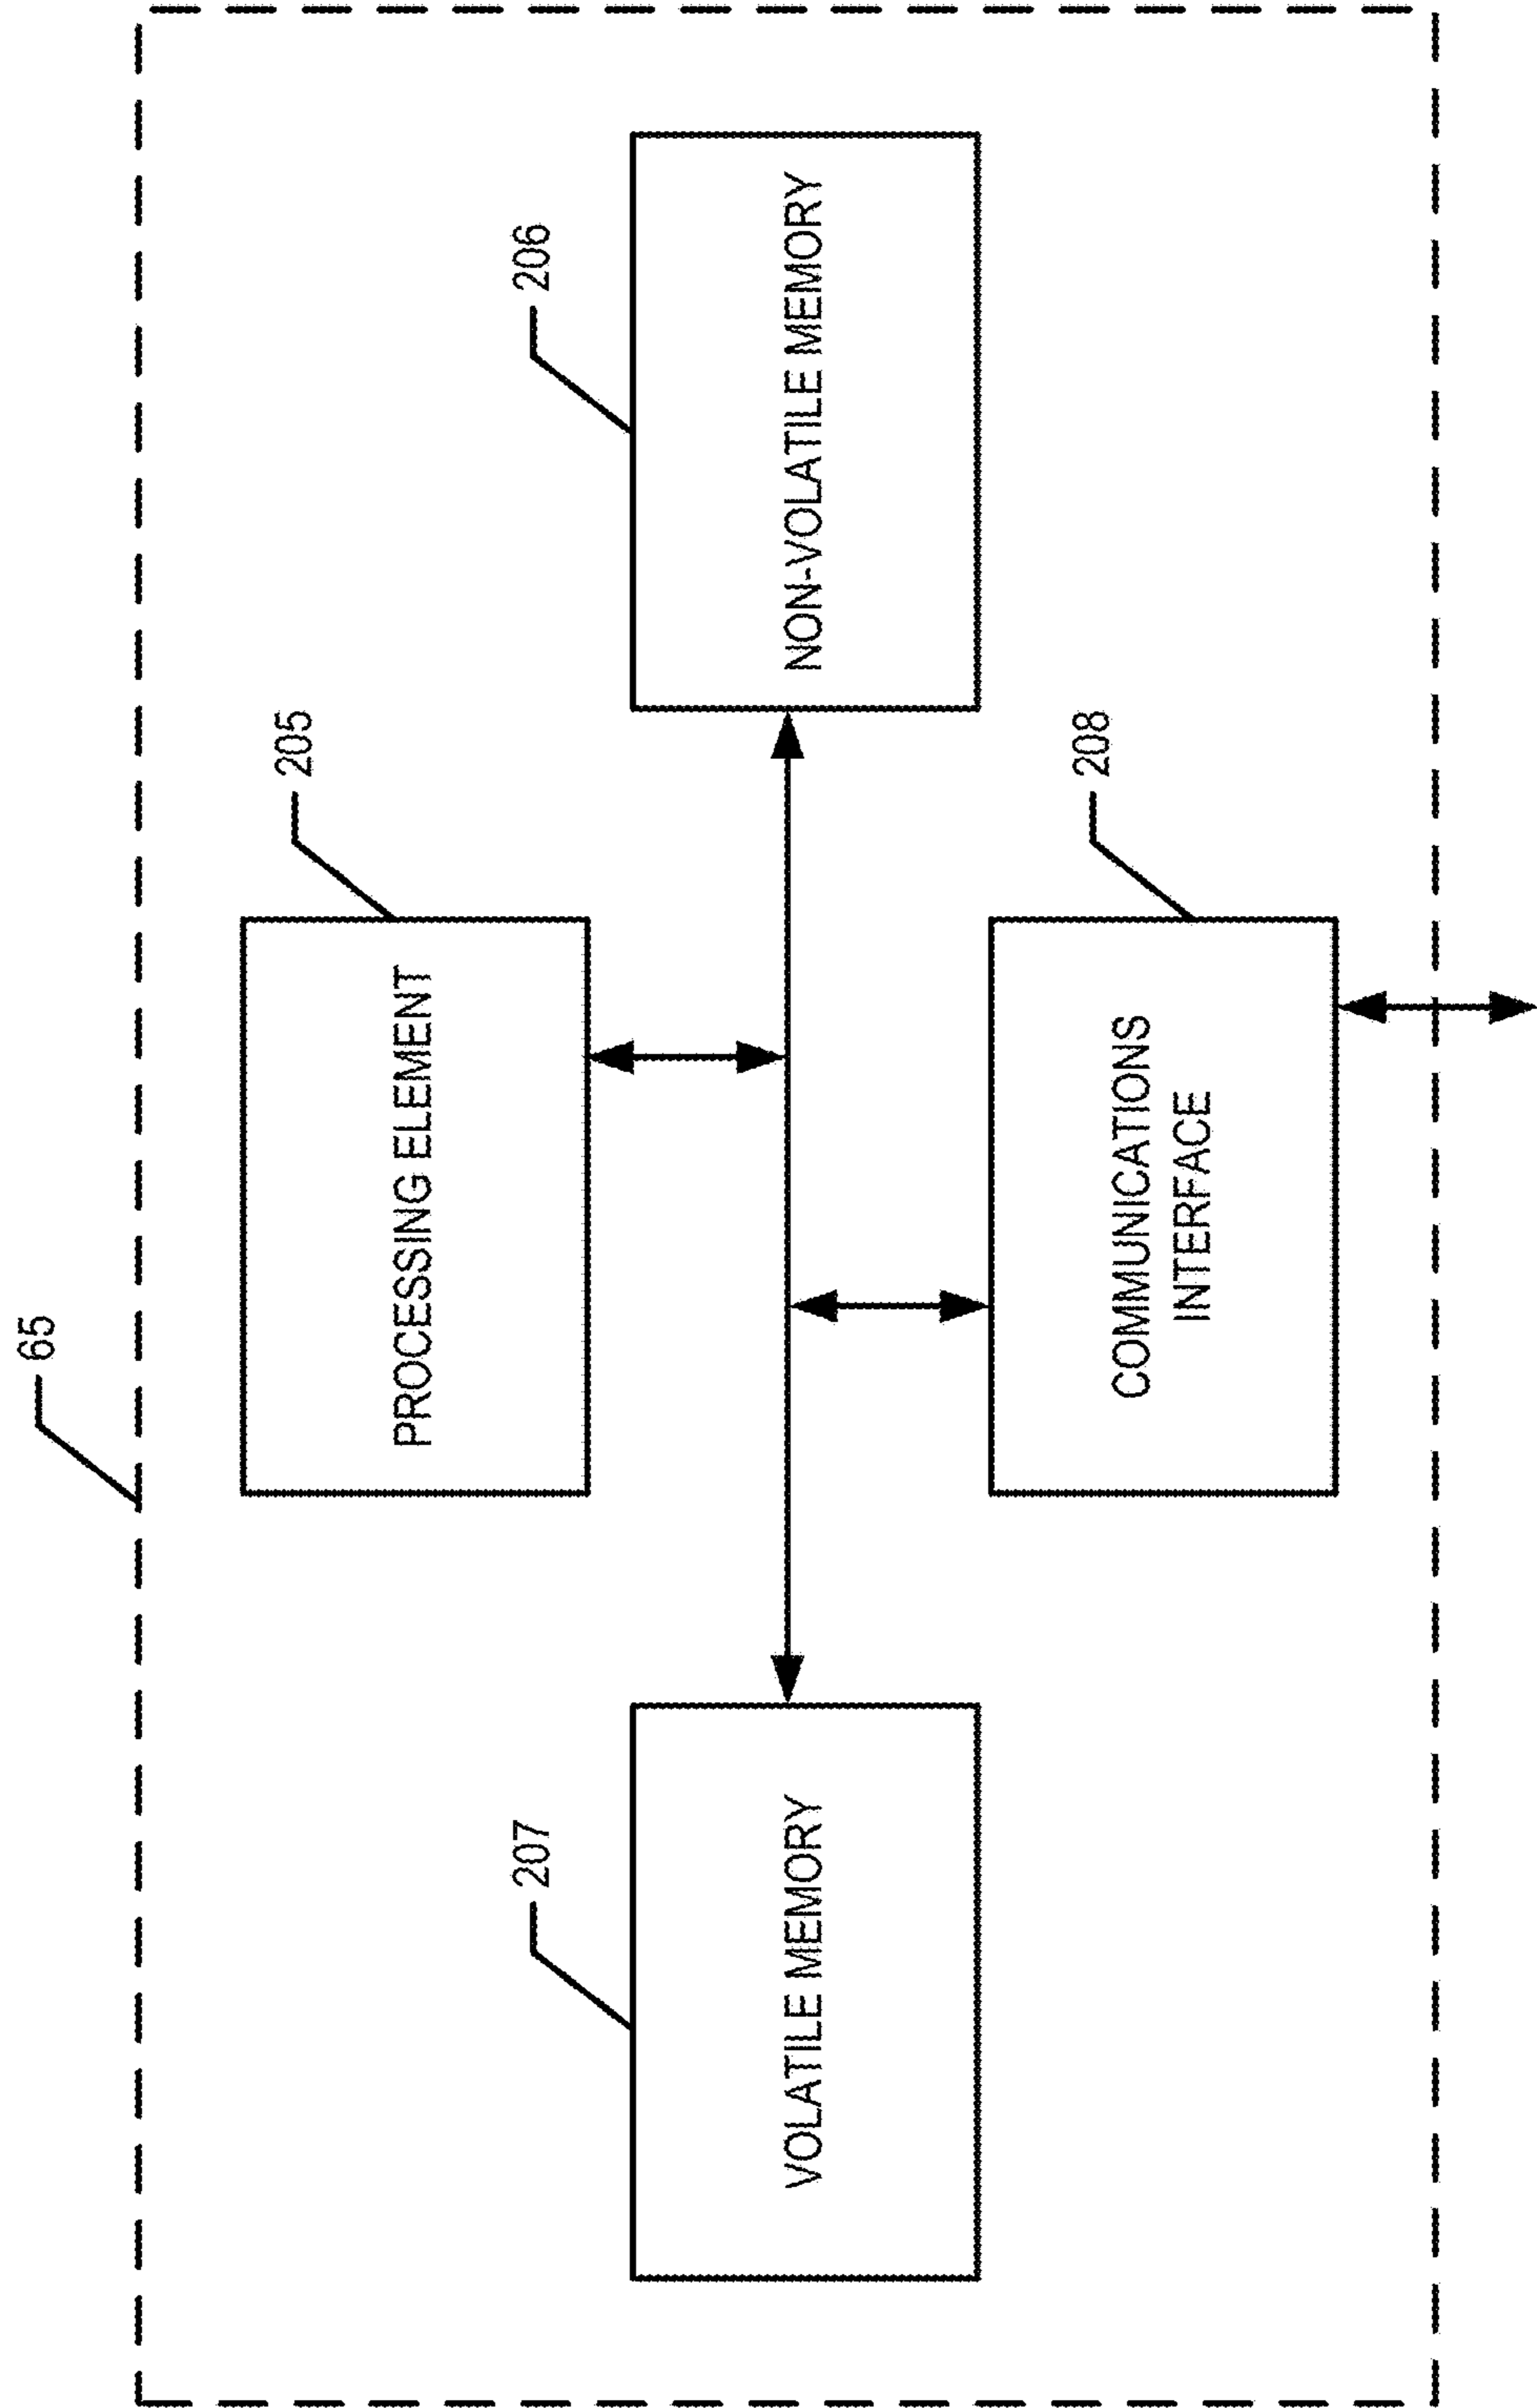 65
205
PROCESSING ELEMENT
207
206
VOLATILE MEMORY
NON-VOLATILE MEMORY
208
COMMUNICATIONS
INTERFACE